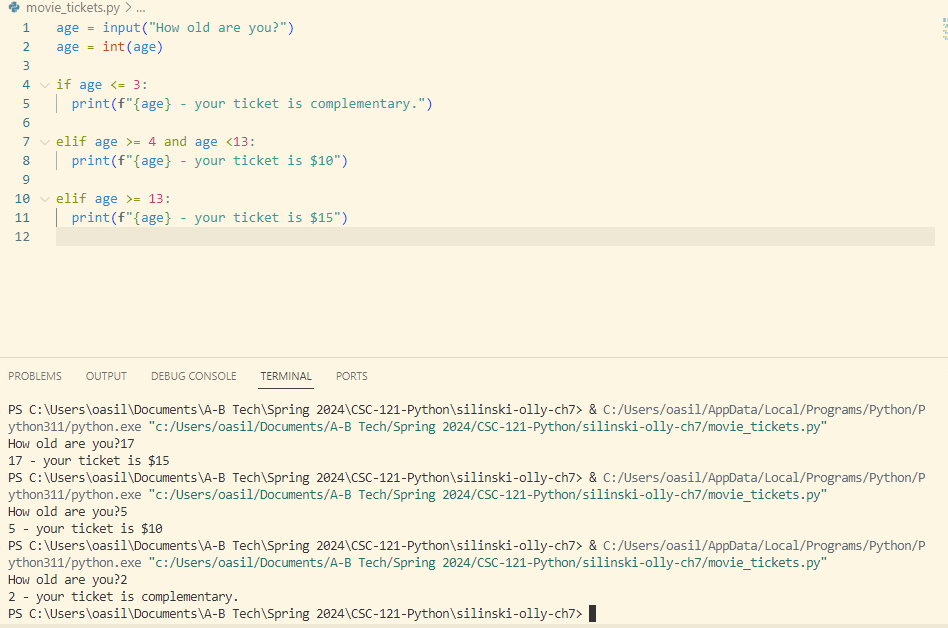 movie_tickets.py > ...
1 age = input("How old are you?")
2 age = int(age)
3
4 if age <= 3:
5 print(f"{age} - your ticket is complementary.")
6
7 elif age >= 4 and age <13:
8 print(f"{age} - your ticket is $10")
9
10 elif age >= 13:
11 print(f"{age} - your ticket is $15")
12
PROBLEMS OUTPUT DEBUG CONSOLE TERMINAL PORTS
PS C:\Users\oasil\Documents\A-B Tech\Spring 2024\CSC-121-Python\silinski-olly-ch7> & C:/Users/oasil/AppData/Local/Programs/Python/P
ython311/python.exe "c:/Users/oasil/Documents/A-B Tech/Spring 2024/CSC-121-Python/silinski-olly-ch7/movie_tickets.py"
How old are you?17
17 - your ticket is $15
PS C:\Users\oasil\Documents\A-B Tech\Spring 2024\CSC-121-Python\silinski-olly-ch7> & C:/Users/oasil/AppData/Local/Programs/Python/P
ython311/python.exe "c:/Users/oasil/Documents/A-B Tech/Spring 2024/CSC-121-Python/silinski-olly-ch7/movie_tickets.py"
How old are you?5
5 - your ticket is $10
PS C:\Users\oasil\Documents\A-B Tech\Spring 2024\CSC-121-Python\silinski-olly-ch7> & C:/Users/oasil/AppData/Local/Programs/Python/P
ython311/python.exe "c:/Users/oasil/Documents/A-B Tech/Spring 2024/CSC-121-Python/silinski-olly-ch7/movie_tickets.py"
How old are you?2
2 - your ticket is complementary.
PS C:\Users\oasil\Documents\A-B Tech\Spring 2024\CSC-121-Python\silinski-olly-ch7>